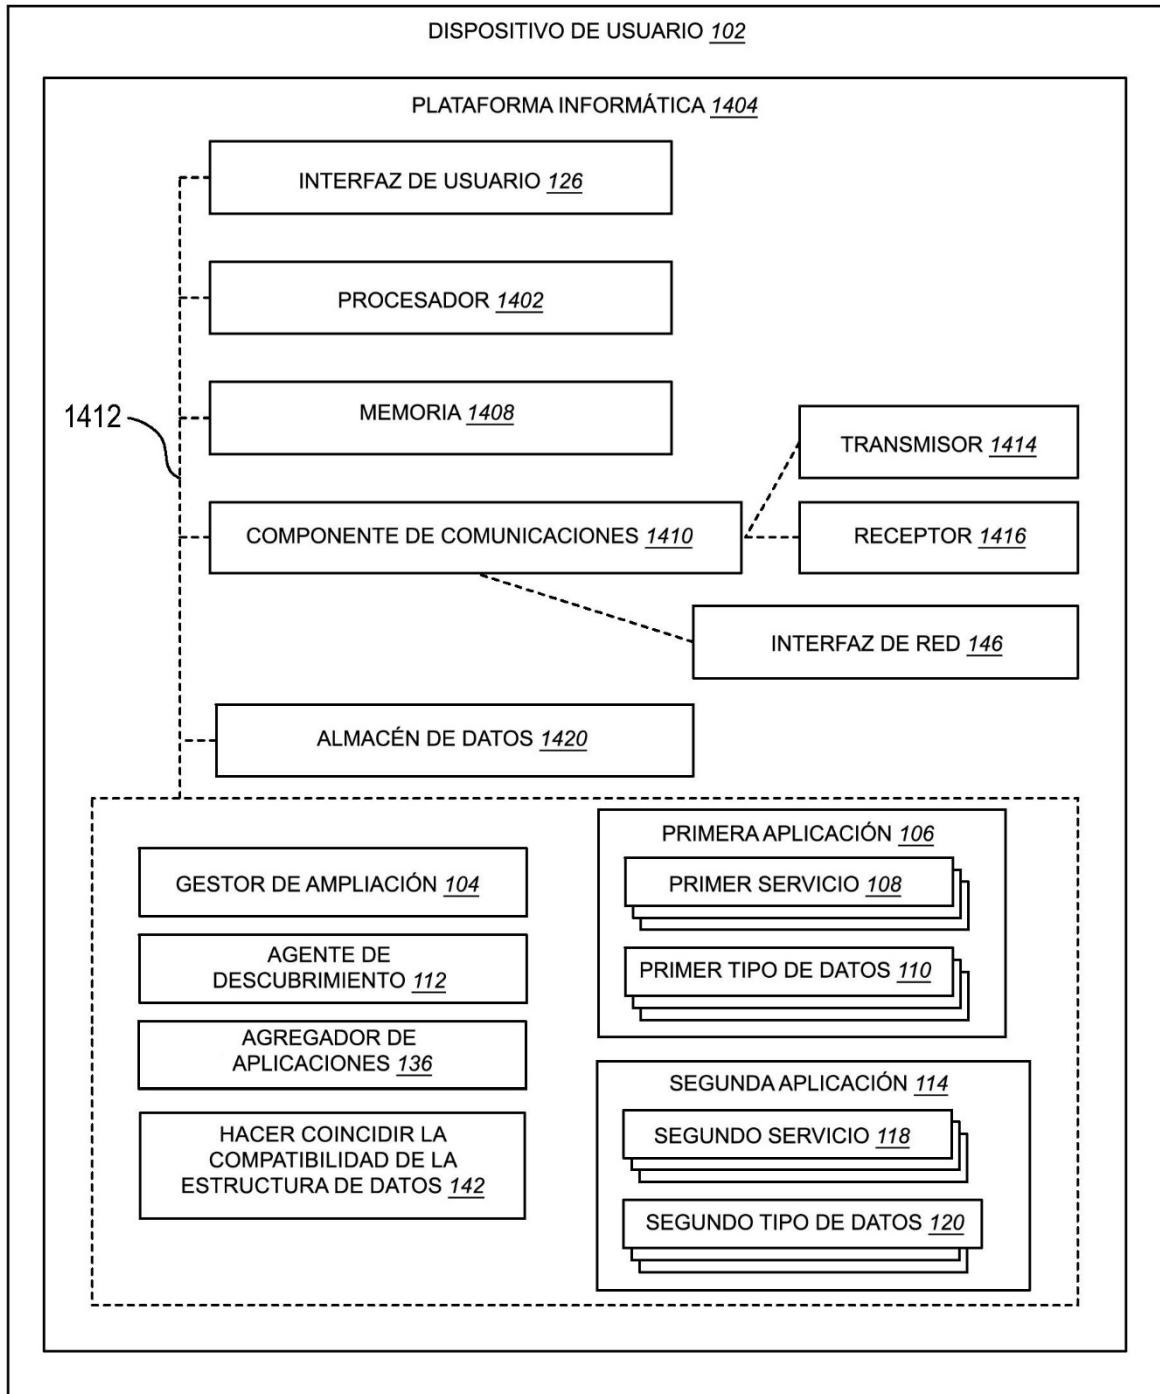 DISPOSITIVO DE USUARIO 102
PLATAFORMA INFORMÁTICA 1404
INTERFAZ DE USUARIO 126
PROCESADOR 1402
MEMORIA 1408
1412
TRANSMISOR 1414
COMPONENTE DE COMUNICACIONES 1410
RECEPTOR 1416
INTERFAZ DE RED 146
ALMACÉN DE DATOS 1420
GESTOR DE AMPLIACIÓN 104
AGENTE DE
DESCUBRIMIENTO 112
AGREGADOR DE
APLICACIONES 136
HACER COINCIDIR LA
COMPATIBILIDAD DE LA
ESTRUCTURA DE DATOS 142
PRIMERA APLICACIÓN 106
PRIMER SERVICIO 108
PRIMER TIPO DE DATOS 110
SEGUNDA APLICACIÓN 114
SEGUNDO SERVICIO 118
SEGUNDO TIPO DE DATOS 120